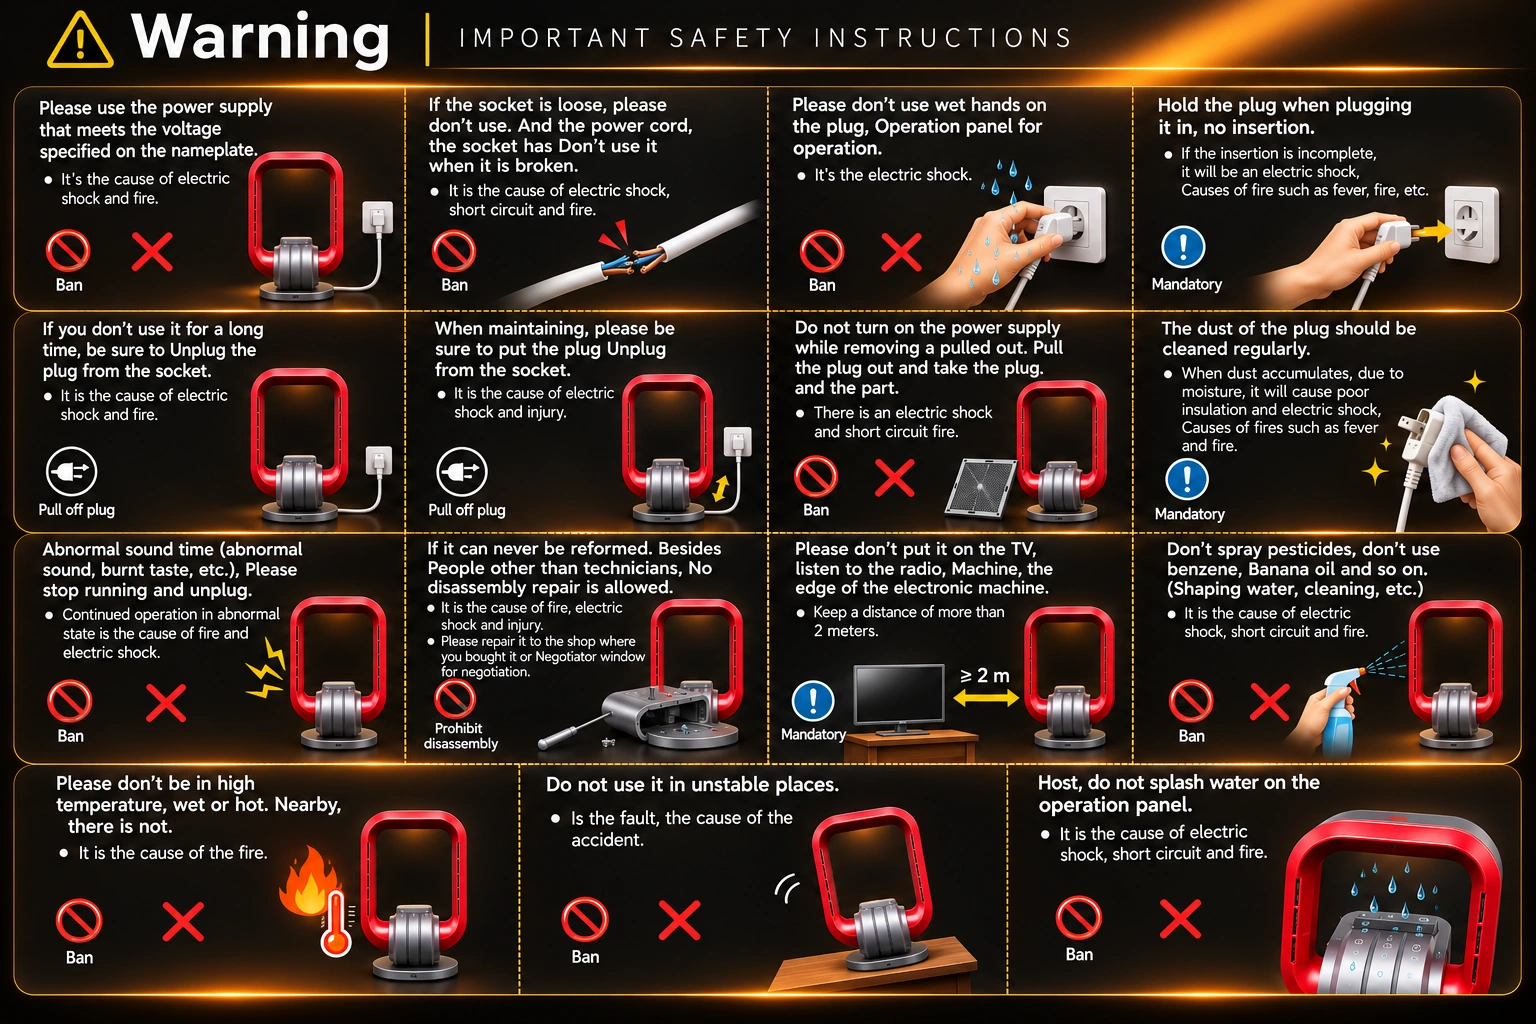 Warning
IMPORTANT SAFETY INSTRUCTIONS
Please use the power supply
that meets the voltage
specified on the nameplate.
• It's the cause of electric
shock and fire.
Ban
If the socket is loose, please
don't use. And the power cord,
the socket has Don't use it
when it is broken.
• It is the cause of electric shock,
short circuit and fire.
Ban
Please don't use wet hands on
the plug, Operation panel for
operation.
• It's the electric shock.
Ban
Hold the plug when plugging
it in, no insertion.
• If the insertion is incomplete,
it will be an electric shock,
Causes of fire such as fever, fire, etc.
Mandatory
If you don't use it for a long
time, be sure to Unplug the
plug from the socket.
• It is the cause of electric
shock and fire.
Pull off plug
When maintaining, please be
sure to put the plug Unplug
from the socket.
• It is the cause of electric
shock and injury.
Pull off plug
Do not turn on the power supply
while removing a pulled out. Pull
the plug out and take the plug.
and the part.
• There is an electric shock
and short circuit fire.
Ban
The dust of the plug should be
cleaned regularly.
• When dust accumulates, due to
moisture, it will cause poor
insulation and electric shock,
Causes of fires such as fever
and fire.
Mandatory
Abnormal sound time (abnormal
sound, burnt taste, etc.), Please
stop running and unplug.
• Continued operation in abnormal
state is the cause of fire and
electric shock.
Ban
If it can never be reformed. Besides
People other than technicians, No
disassembly repair is allowed.
• It is the cause of fire, electric
shock and injury.
• Please repair it to the shop where
you bought it or Negotiator window
for negotiation.
Prohibit
disassembly
Please don't put it on the TV,
listen to the radio, Machine, the
edge of the electronic machine.
• Keep a distance of more than
2 meters.
≥ 2 m
Mandatory
Don't spray pesticides, don't use
benzene, Banana oil and so on.
(Shaping water, cleaning, etc.)
• It is the cause of electric
shock, short circuit and fire.
Ban
Please don't be in high
temperature, wet or hot. Nearby,
there is not.
• It is the cause of the fire.
Ban
Do not use it in unstable places.
• Is the fault, the cause of the
accident.
Ban
Host, do not splash water on the
operation panel.
• It is the cause of electric
shock, short circuit and fire.
Ban